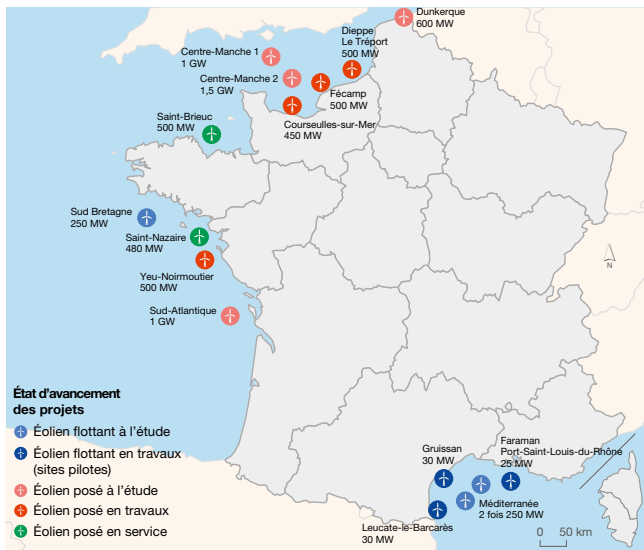 Dunkerque
600 MW
Dieppe
Le Tréport
500 MW
Centre-Manche 1
1 GW
Centre-Manche 2
1,5 GW
Fécamp
500 MW
Saint-Brieuc
500 MW
Courseulles-sur-Mer
450 MW
Sud Bretagne
250 MW
Saint-Nazaire
480 MW
Yeu-Noirmoutier
500 MW
Sud-Atlantique
1 GW
N
État d'avancement
des projets
Éolien flottant à l'étude
Éolien flottant en travaux
(sites pilotes)
Éolien posé à l'étude
Éolien posé en travaux
Éolien posé en service
Gruissan
30 MW
Faraman
Port-Saint-Louis-du-Rhône
25 MW
Méditerranée
2 fois 250 MW
Leucate-le-Barcarès
30 MW
0 50 km